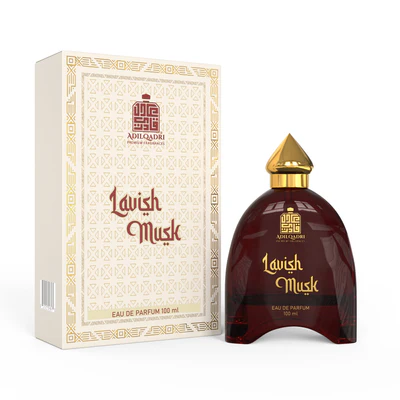 ADILQADRI
PREMIUM FRAGRANCES
Lavish
Musk
EAU DE PARFUM 100 ml
ADILQADRI
Lavish
Musk
EAU DE PARFUM
100 ml